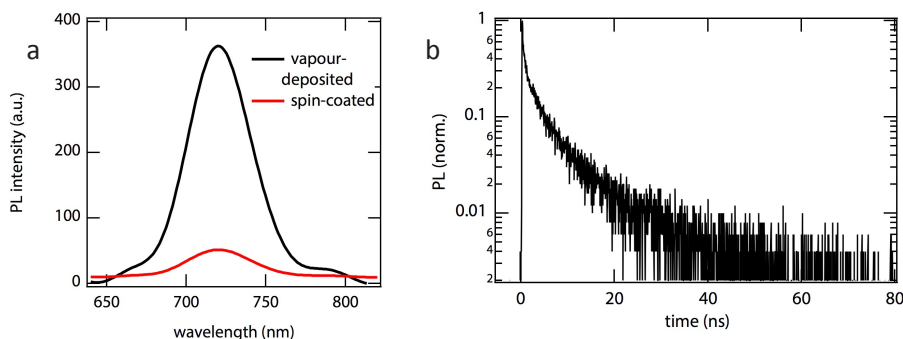 a
400
300
200
100
0
PL intensity (a.u.)
vapour-
deposited
spin-coated
650
700
750
800
wavelength (nm)
b
1
6
4
2
0.1
6
4
2
0.01
6
4
2
PL (norm.)
0
20
40
60
80
time (ns)